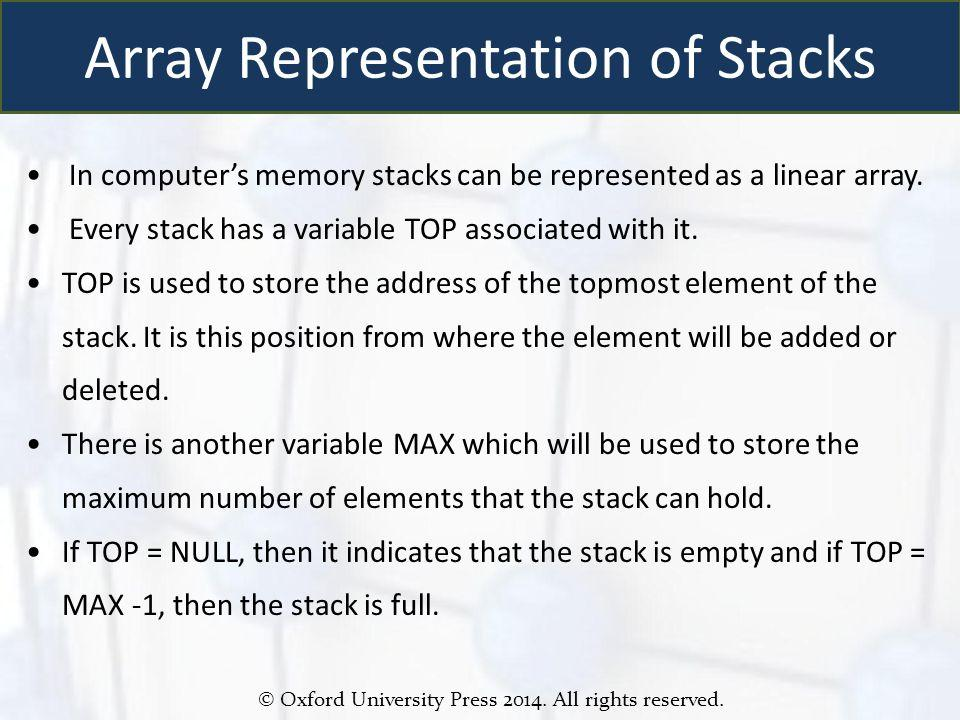 Array Representation of Stacks
• In computer’s memory stacks can be represented as a linear array.
• Every stack has a variable TOP associated with it.
• TOP is used to store the address of the topmost element of the
stack. It is this position from where the element will be added or
deleted.
• There is another variable MAX which will be used to store the
maximum number of elements that the stack can hold.
• If TOP = NULL, then it indicates that the stack is empty and if TOP =
MAX -1, then the stack is full.
© Oxford University Press 2014. All rights reserved.